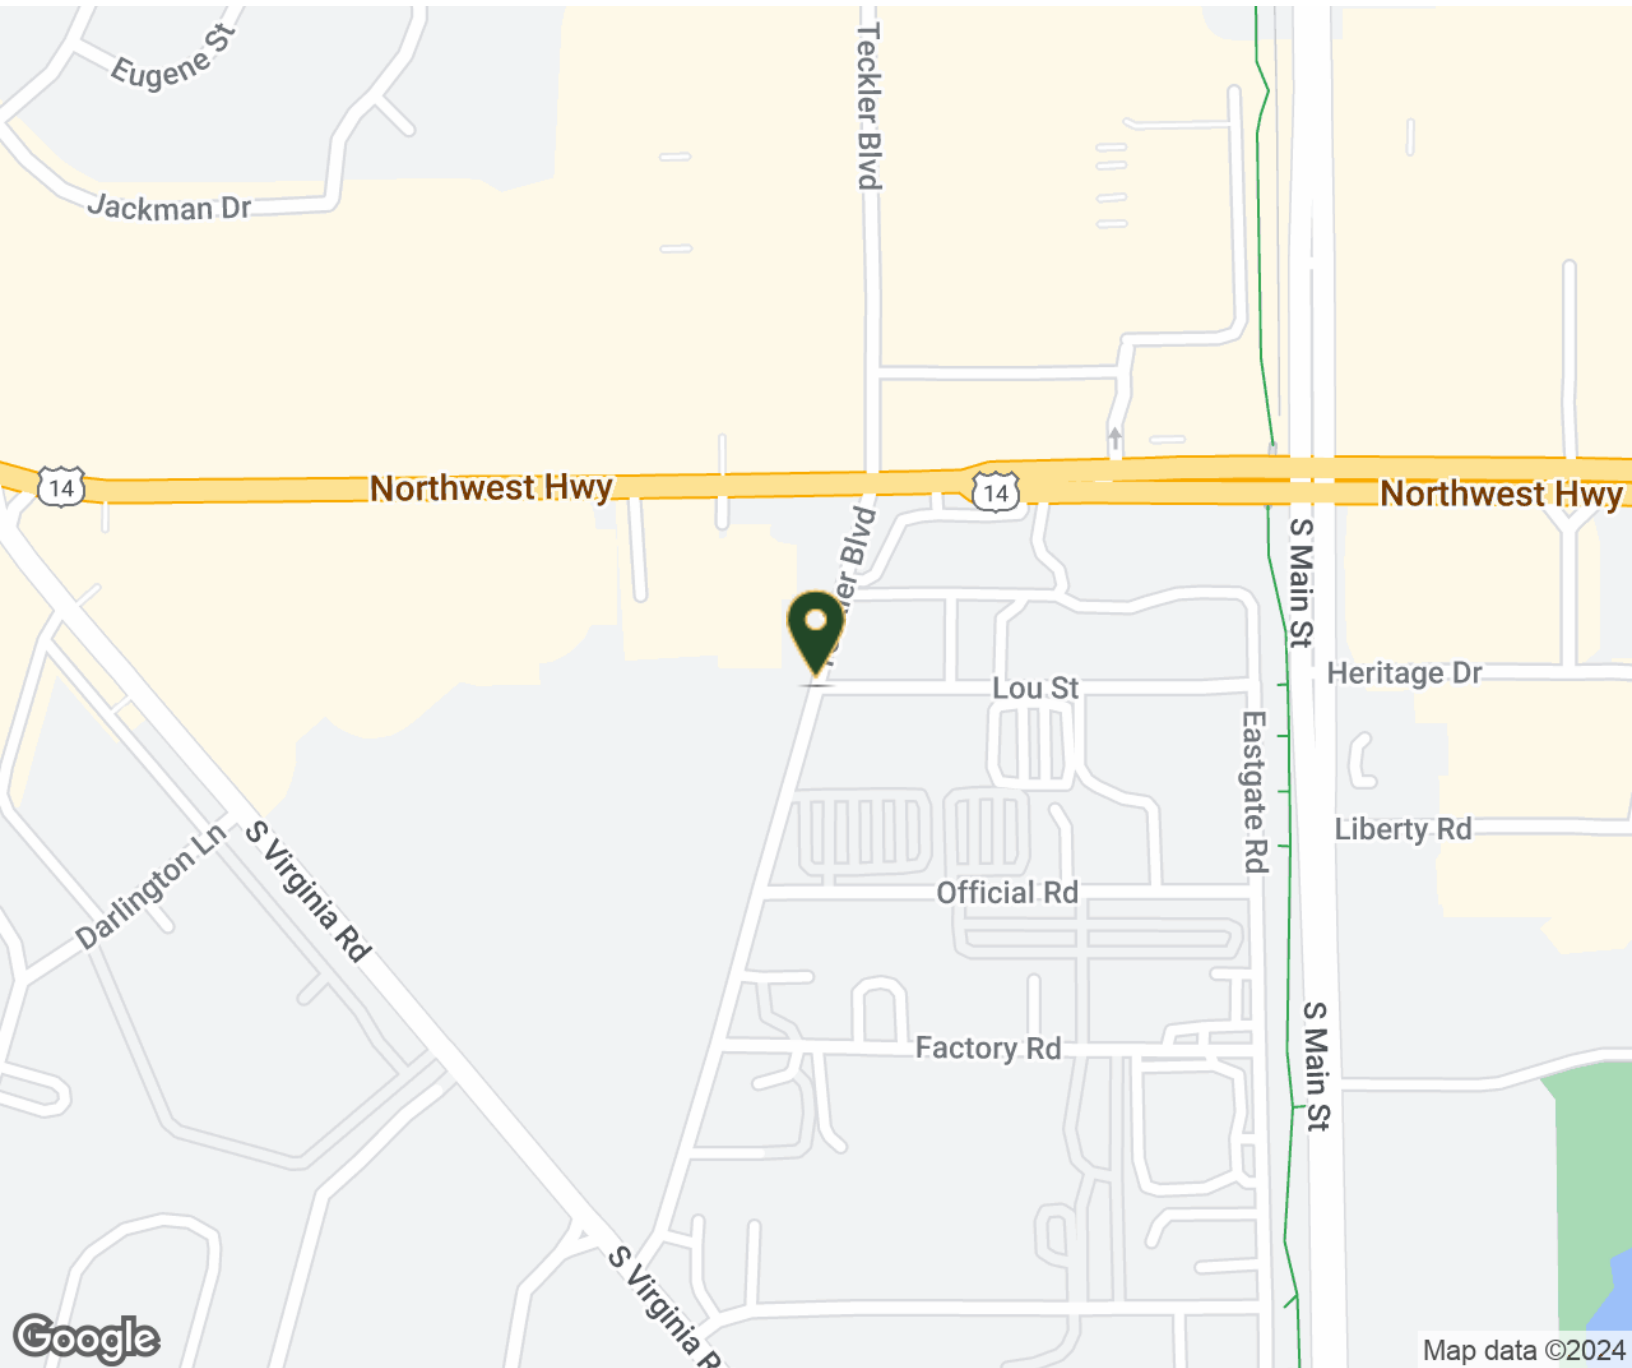 Eugene St
Teckler Blvd
Jackman Dr
14
Northwest Hwy
14
Northwest Hwy
Blvd
S Main St
Heritage Dr
Lou St
Eastgate Rd
Liberty Rd
S Virginia Rd
Darlington Ln
Official Rd
Factory Rd
S Main St
S Virginia
Google
Map data ©2024